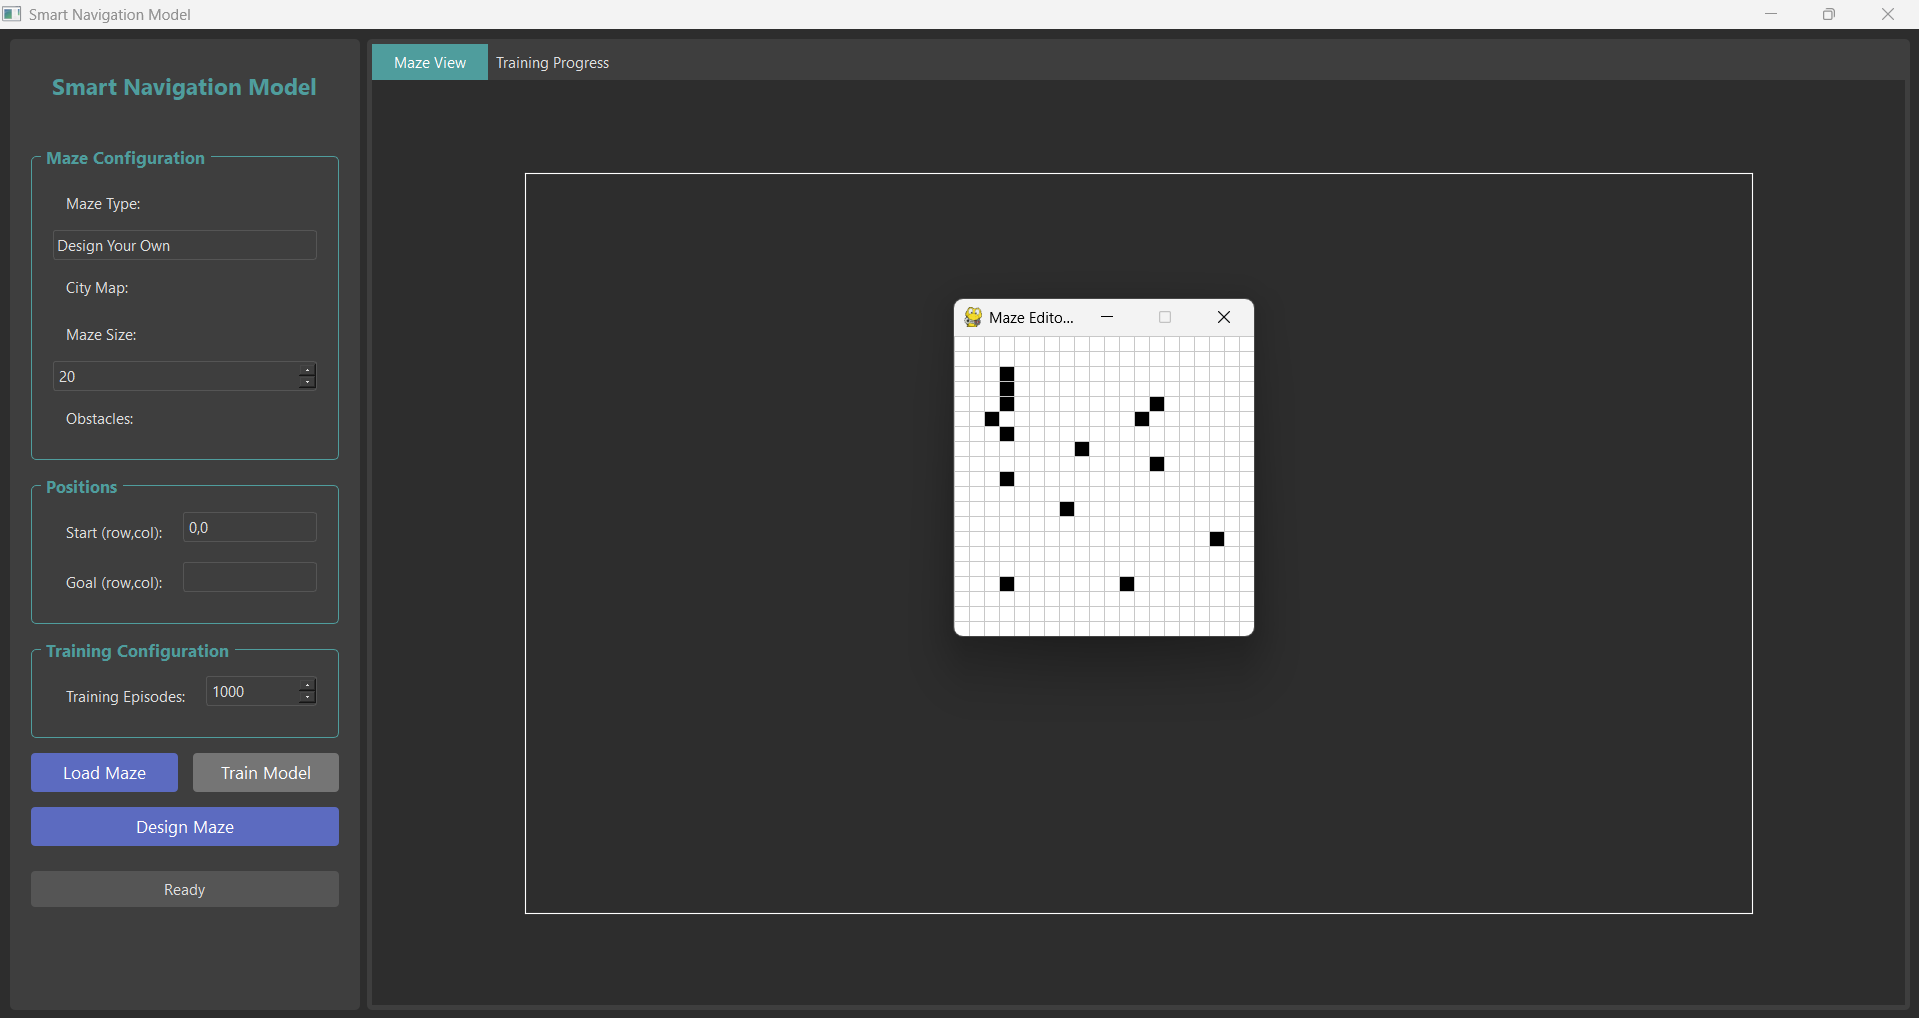 Smart Navigation Model
Smart Navigation Model
Maze Configuration
Maze Type:
Design Your Own
City Map:
Maze Size:
20
Obstacles:
Positions
Start (row,col): 0,0
Goal (row,col):
Training Configuration
Training Episodes: 1000
Load Maze Train Model
Design Maze
Ready
Maze View Training Progress
Maze Edito...